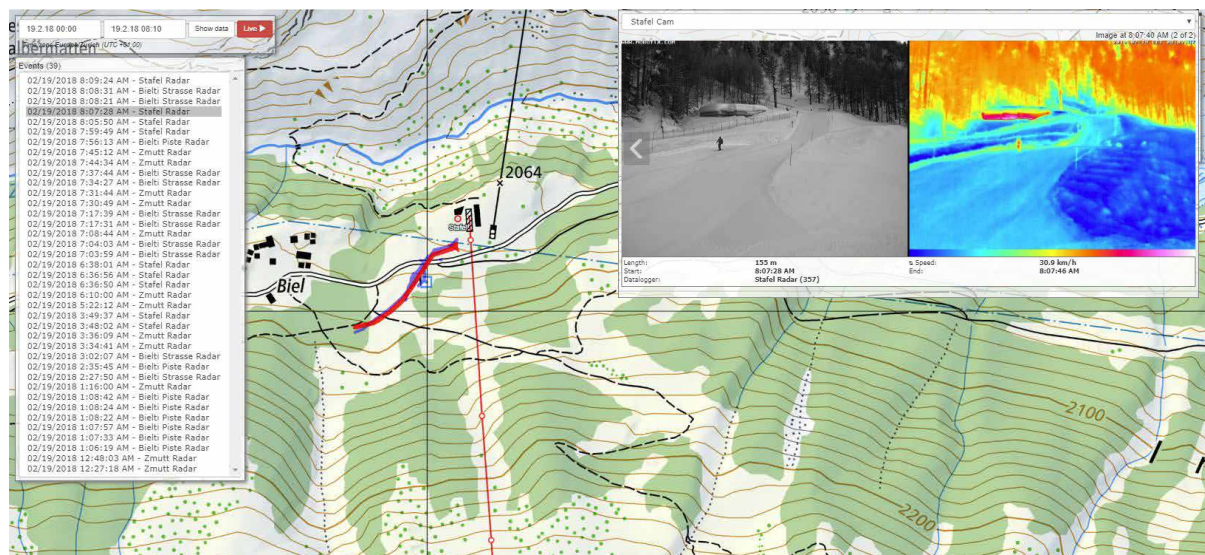 19.2.18 00:00
19.2.18 08:10
Show data
Live
Time zone Europe/Zurich (UTC +01:00)
Events (39)
02/19/2018 8:09:24 AM - Stafel Radar
02/19/2018 8:08:31 AM - Bielti Strasse Radar
02/19/2018 8:08:21 AM - Bielti Strasse Radar
02/19/2018 8:07:28 AM - Stafel Radar
02/19/2018 8:05:50 AM - Stafel Radar
02/19/2018 7:59:49 AM - Stafel Radar
02/19/2018 7:56:13 AM - Bielti Piste Radar
02/19/2018 7:45:12 AM - Zmutt Radar
02/19/2018 7:44:34 AM - Zmutt Radar
02/19/2018 7:37:44 AM - Bielti Strasse Radar
02/19/2018 7:34:27 AM - Bielti Strasse Radar
02/19/2018 7:31:44 AM - Zmutt Radar
02/19/2018 7:30:49 AM - Zmutt Radar
02/19/2018 7:17:39 AM - Bielti Strasse Radar
02/19/2018 7:17:31 AM - Bielti Strasse Radar
02/19/2018 7:08:44 AM - Zmutt Radar
02/19/2018 7:04:03 AM - Bielti Strasse Radar
02/19/2018 7:03:59 AM - Bielti Strasse Radar
02/19/2018 6:38:01 AM - Stafel Radar
02/19/2018 6:36:56 AM - Stafel Radar
02/19/2018 6:36:50 AM - Stafel Radar
02/19/2018 6:10:00 AM - Zmutt Radar
02/19/2018 5:22:12 AM - Zmutt Radar
02/19/2018 3:49:37 AM - Stafel Radar
02/19/2018 3:48:02 AM - Stafel Radar
02/19/2018 3:36:09 AM - Zmutt Radar
02/19/2018 3:34:41 AM - Zmutt Radar
02/19/2018 3:02:07 AM - Bielti Strasse Radar
02/19/2018 2:35:45 AM - Bielti Piste Radar
02/19/2018 2:27:50 AM - Bielti Strasse Radar
02/19/2018 1:16:00 AM - Zmutt Radar
02/19/2018 1:08:42 AM - Bielti Piste Radar
02/19/2018 1:08:24 AM - Bielti Piste Radar
02/19/2018 1:08:22 AM - Bielti Piste Radar
02/19/2018 1:07:57 AM - Bielti Piste Radar
02/19/2018 1:07:33 AM - Bielti Piste Radar
02/19/2018 1:06:19 AM - Bielti Piste Radar
02/19/2018 12:48:03 AM - Zmutt Radar
02/19/2018 12:27:18 AM - Zmutt Radar
2064
Stafel
Biel
2100
2200
Stafel Cam
Image at 8:07:40 AM (2 of 2)
Length: 155 m
Speed: 30.9 km/h
Start: 8:07:28 AM
End: 8:07:46 AM
Datalogger: Stafel Radar (357)